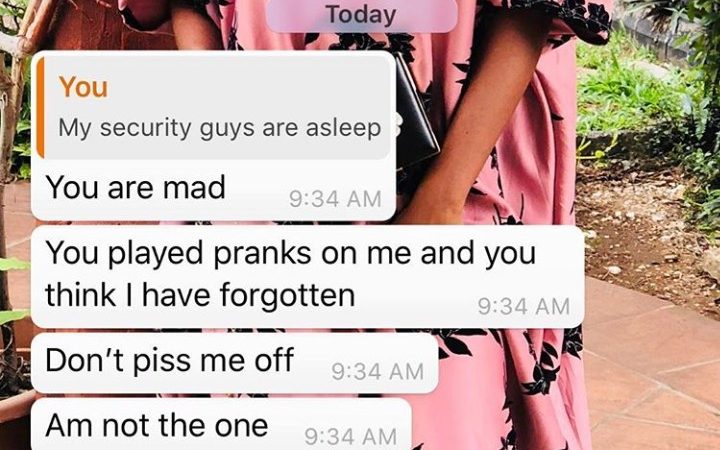 Today
You
My security guys are asleep
You are mad
9:34 AM
You played pranks on me and you
think I have forgotten
9:34 AM
Don't piss me off
9:34 AM
Am not the one
9:34 AM